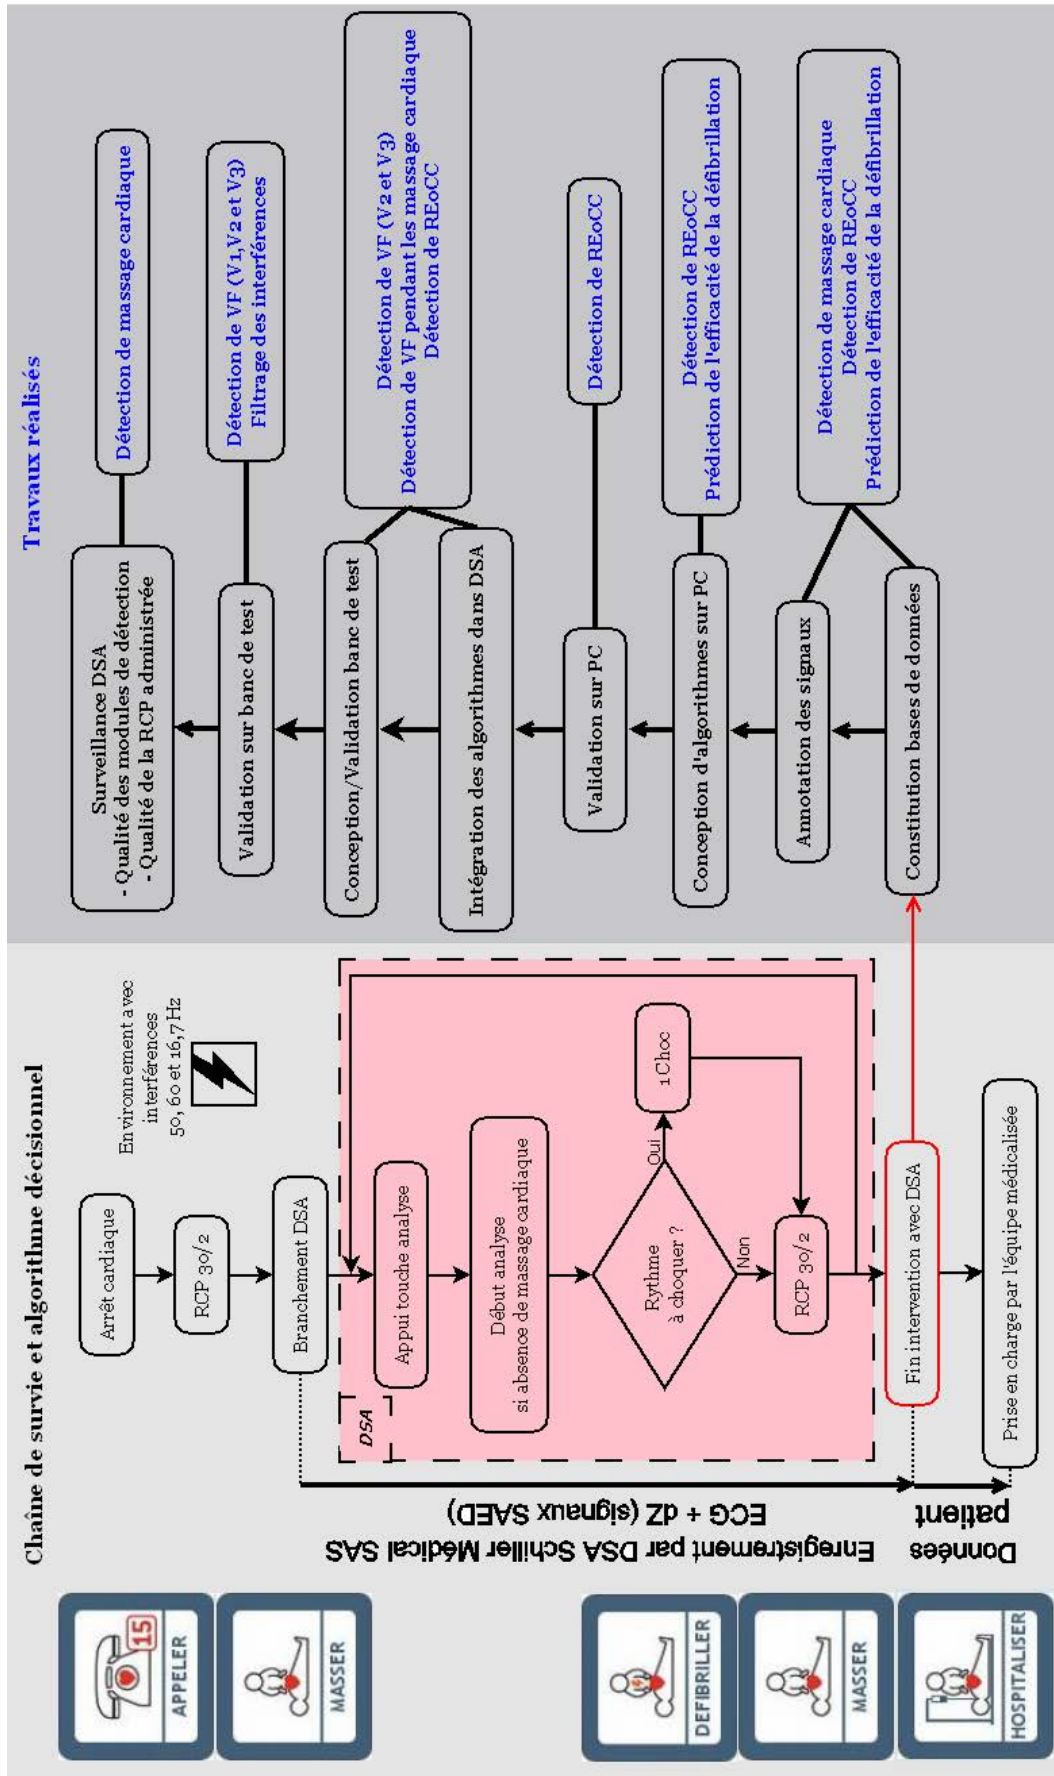 Chaîne de survie et algorithme décisionnel
Travaux réalisés
15
APPELER
MASSER
DEFIBRILLER
MASSER
HOSPITALISER
Enregistrement par DSA Schiller Médical SAS
ECG + dZ (signaux SAED)
Données
patient
Arrêt cardiaque
RCP 30/2
Branchement DSA
Environnement avec
interférences
50, 60 et 16,7 Hz
DSA
Appui touche analyse
Début analyse
si absence de massage cardiaque
Rythme
à choquer ?
Oui
1 Choc
Non
RCP 30/2
Fin intervention avec DSA
Prise en charge par l'équipe médicalisée
Surveillance DSA
- Qualité des modules de détection
- Qualité de la RCP administrée
Détection de massage cardiaque
Validation sur banc de test
Détection de VF (V1,V2 et V3)
Filtrage des interférences
Conception/Validation banc de test
Intégration des algorithmes dans DSA
Détection de VF (V2 et V3)
Détection de VF pendant les massage cardiaque
Détection de REoCC
Validation sur PC
Détection de REoCC
Conception d'algorithmes sur PC
Détection de REoCC
Prédiction de l'efficacité de la défibrillation
Annotation des signaux
Constitution bases de données
Détection de massage cardiaque
Détection de REoCC
Prédiction de l'efficacité de la défibrillation